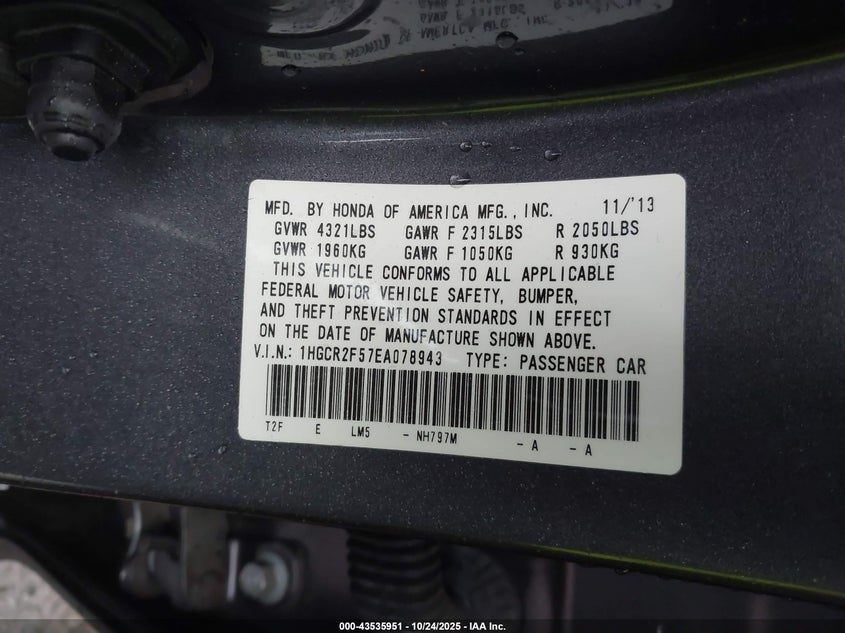 MFD. BY HONDA OF AMERICA MFG., INC. 11/'13
GVWR 4321LBS GAWR F 2315LBS R 2050LBS
GVWR 1960KG GAWR F 1050KG R 930KG
THIS VEHICLE CONFORMS TO ALL APPLICABLE
FEDERAL MOTOR VEHICLE SAFETY, BUMPER,
AND THEFT PREVENTION STANDARDS IN EFFECT
ON THE DATE OF MANUFACTURE SHOWN ABOVE.
V.I.N.: 1HGCR2F57EA078943 TYPE: PASSENGER CAR
T2F E LM5 - NH797M - A - A
000-43535951 - 10/24/2025 - IAA Inc.